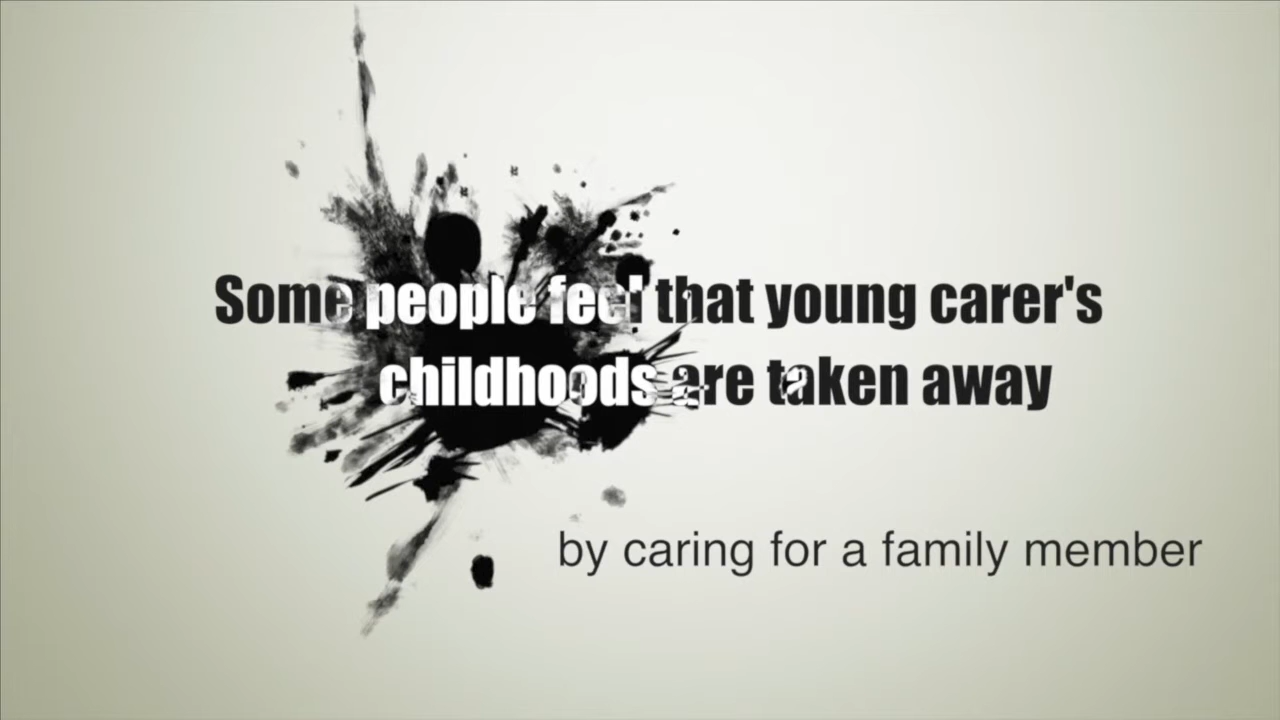 Some people feel that young carer's
childhoods are taken away
by caring for a family member